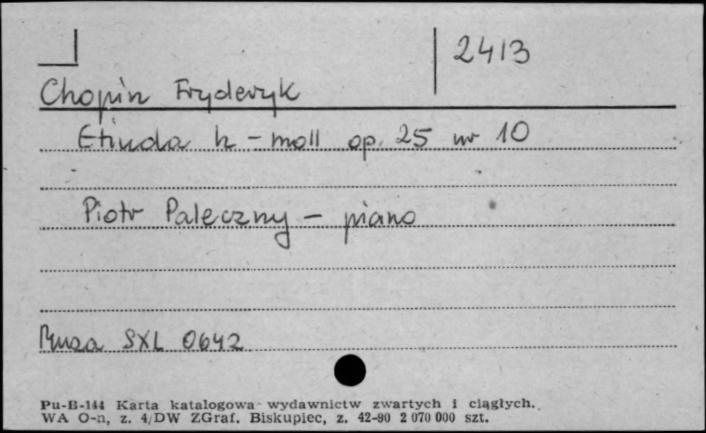 2413
Chopin Fryderyk
Etiuda h-moll op. 25 nr 10
Piotr Paleczny - piano
Muza SXL 0642
Pu-B-144 Karta katalogowa wydawnictw zwartych i ciągłych.
WA O-n, z. 4/DW ZGraf. Biskupiec, z. 42-80 2 070 000 szt.